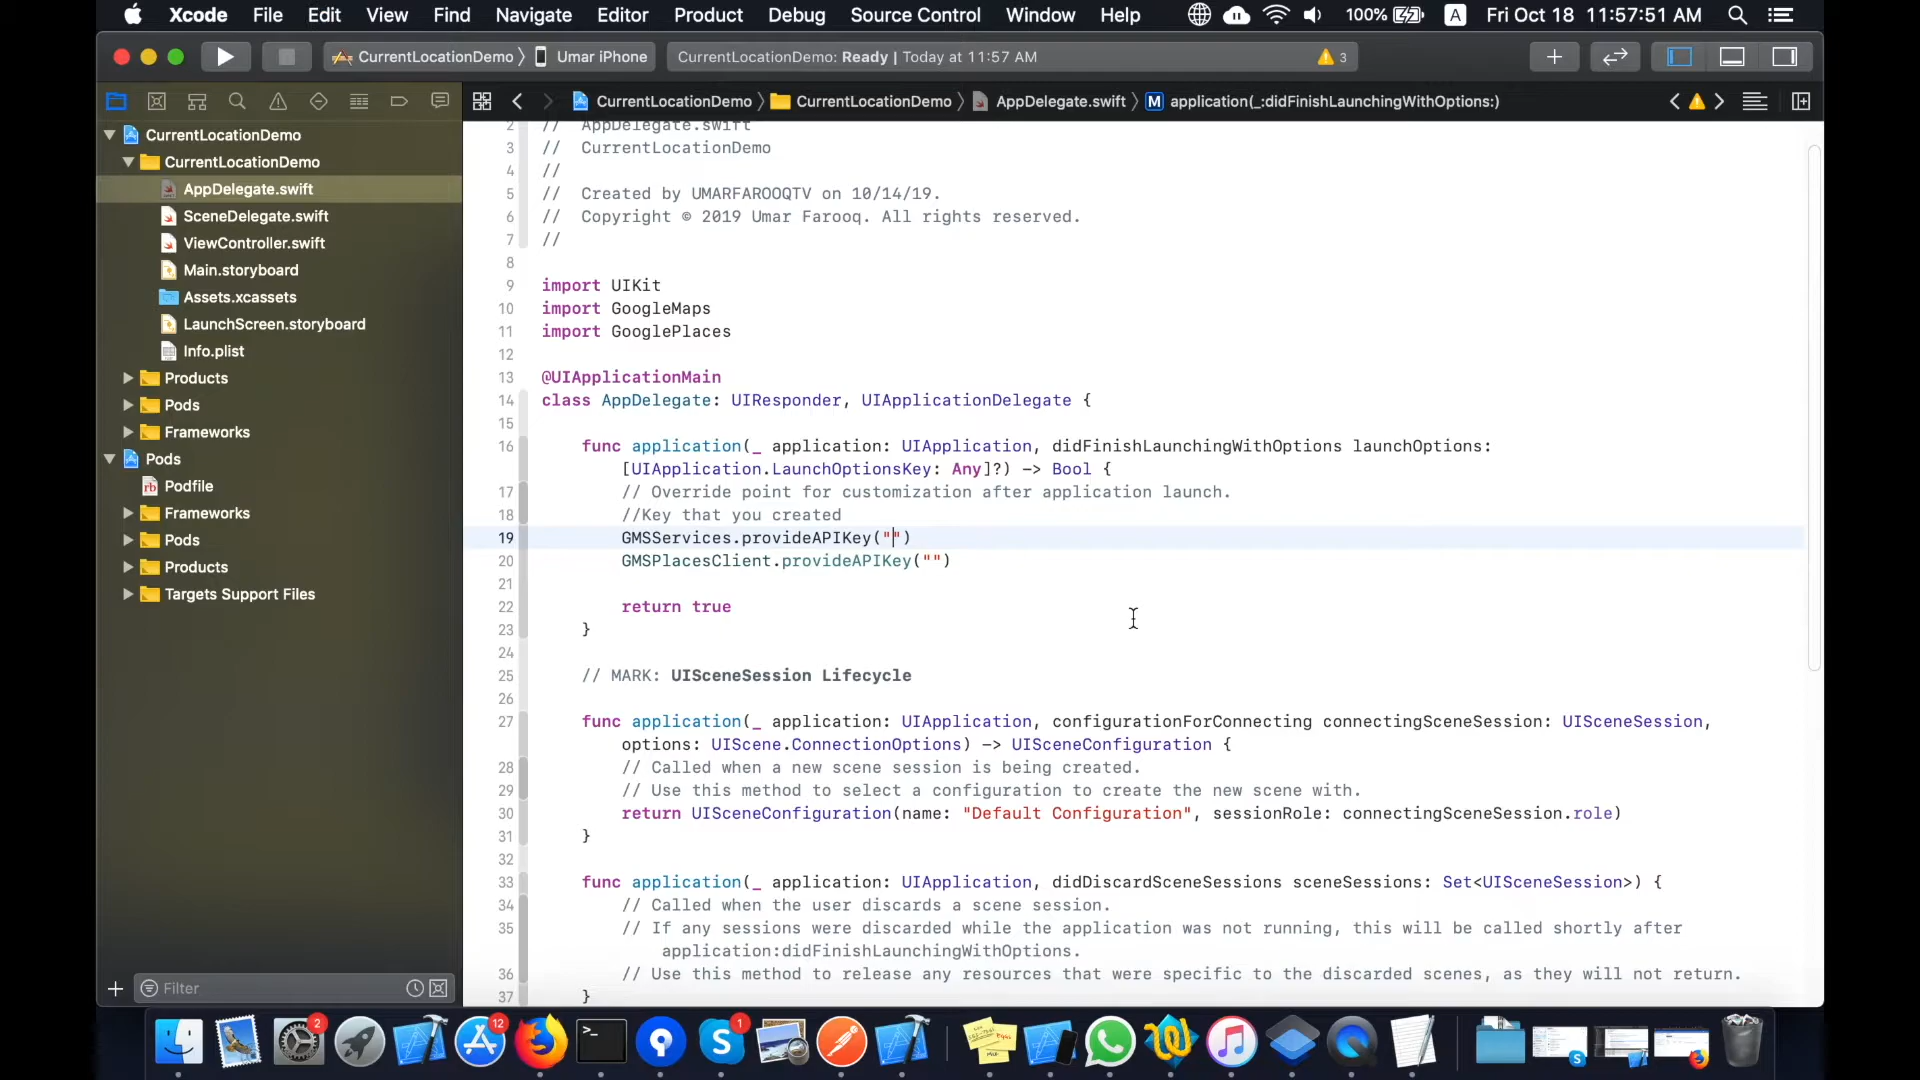 Xcode File Edit View Find Navigate Editor Product Debug Source Control Window Help 100% A Fri Oct 18 11:57:51 AM
CurrentLocationDemo Umar iPhone CurrentLocationDemo: Ready | Today at 11:57 AM 3
CurrentLocationDemo CurrentLocationDemo AppDelegate.swift M application(_:didFinishLaunchingWithOptions:)
CurrentLocationDemo
CurrentLocationDemo
AppDelegate.swift
SceneDelegate.swift
ViewController.swift
Main.storyboard
Assets.xcassets
LaunchScreen.storyboard
Info.plist
Products
Pods
Frameworks
Pods
rb Podfile
Frameworks
Pods
Products
Targets Support Files
Filter
2 // AppDelegate.swift
3 // CurrentLocationDemo
4 //
5 // Created by UMARFAROOQTV on 10/14/19.
6 // Copyright © 2019 Umar Farooq. All rights reserved.
7 //
8
9 import UIKit
10 import GoogleMaps
11 import GooglePlaces
12
13 @UIApplicationMain
14 class AppDelegate: UIResponder, UIApplicationDelegate {
15
16 func application(_ application: UIApplication, didFinishLaunchingWithOptions launchOptions:
[UIApplication.LaunchOptionsKey: Any]?) -> Bool {
17 // Override point for customization after application launch.
18 //Key that you created
19 GMSServices.provideAPIKey("")
20 GMSPlacesClient.provideAPIKey("")
21
22 return true
23 }
24
25 // MARK: UISceneSession Lifecycle
26
27 func application(_ application: UIApplication, configurationForConnecting connectingSceneSession: UISceneSession,
options: UIScene.ConnectionOptions) -> UISceneConfiguration {
28 // Called when a new scene session is being created.
29 // Use this method to select a configuration to create the new scene with.
30 return UISceneConfiguration(name: "Default Configuration", sessionRole: connectingSceneSession.role)
31 }
32
33 func application(_ application: UIApplication, didDiscardSceneSessions sceneSessions: Set<UISceneSession>) {
34 // Called when the user discards a scene session.
35 // If any sessions were discarded while the application was not running, this will be called shortly after
application:didFinishLaunchingWithOptions.
36 // Use this method to release any resources that were specific to the discarded scenes, as they will not return.
37 }
2 12 1